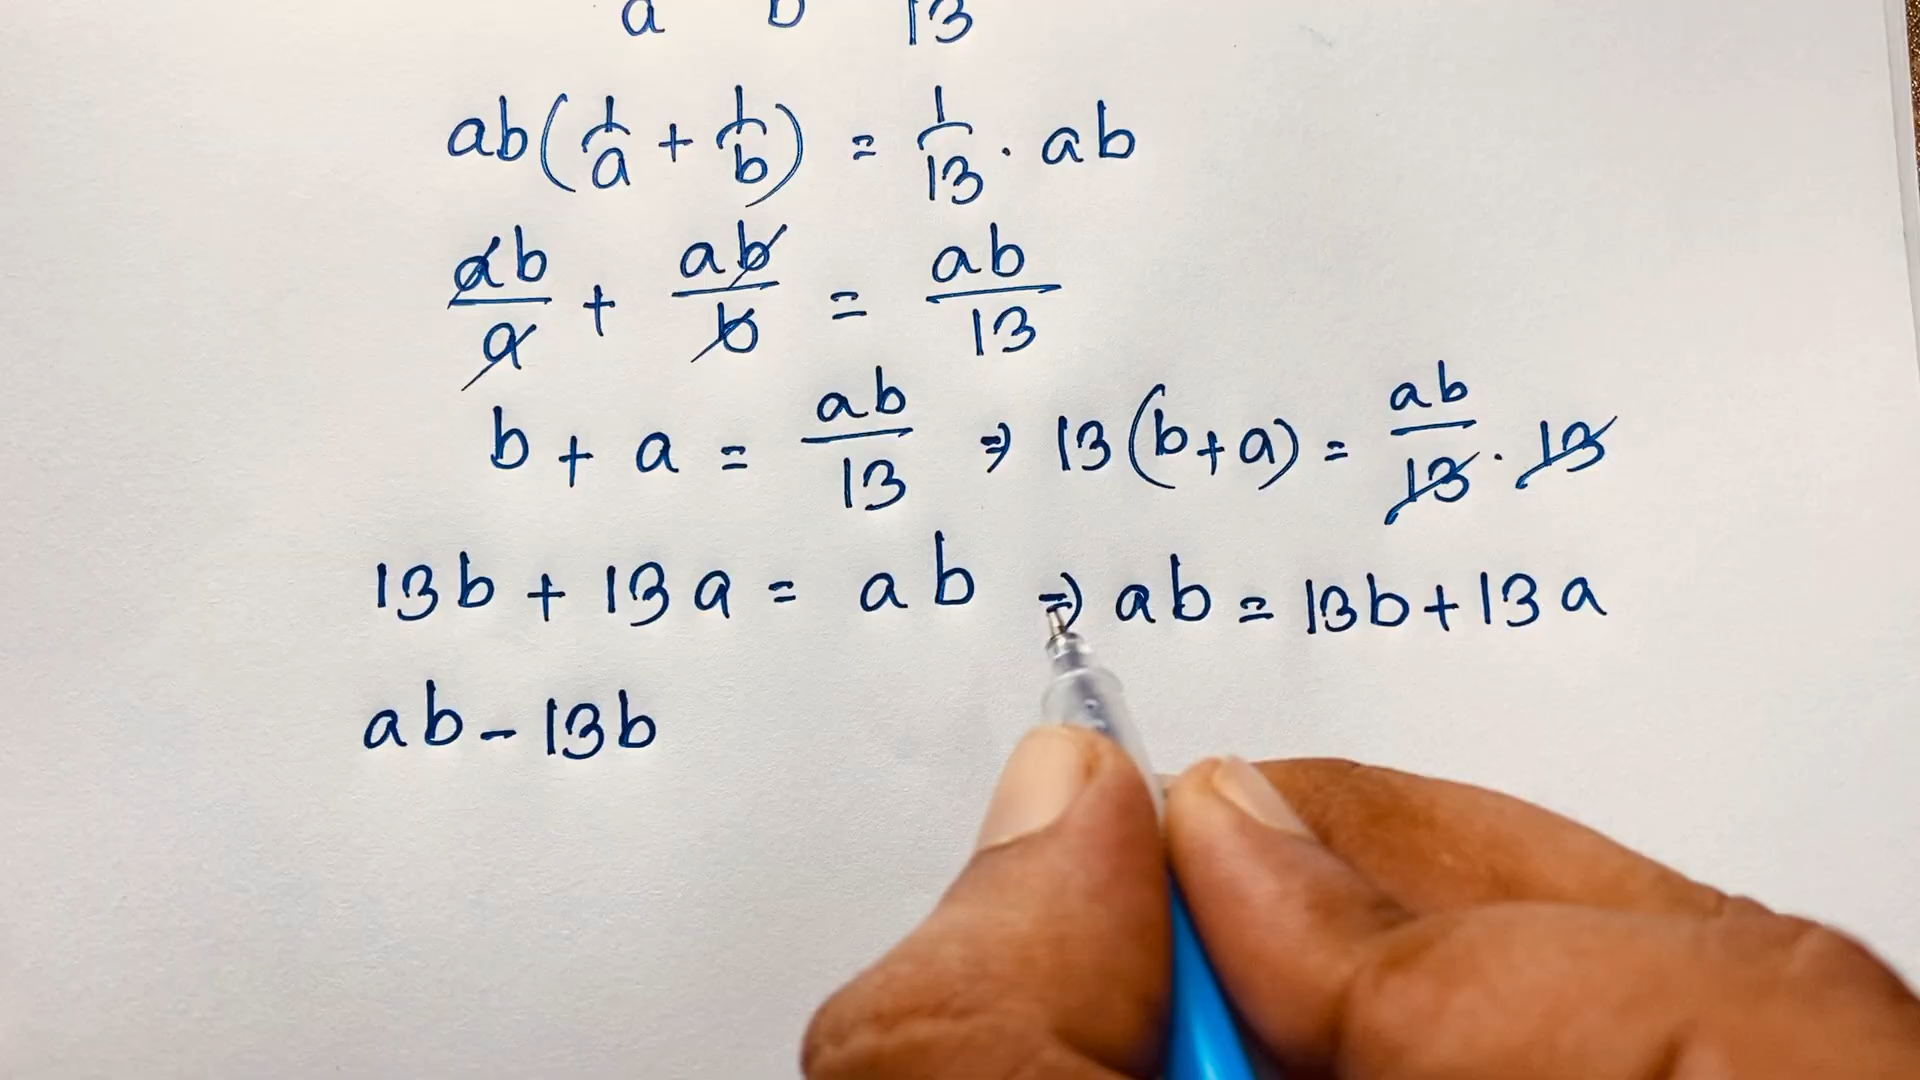 a b 13
ab(1/a + 1/b) = 1/13 · ab
ab/a + ab/b = ab/13
b + a = ab/13 ⇒ 13(b+a) = ab/13 · 13
13b + 13a = ab ⇒ ab = 13b + 13a
ab - 13b